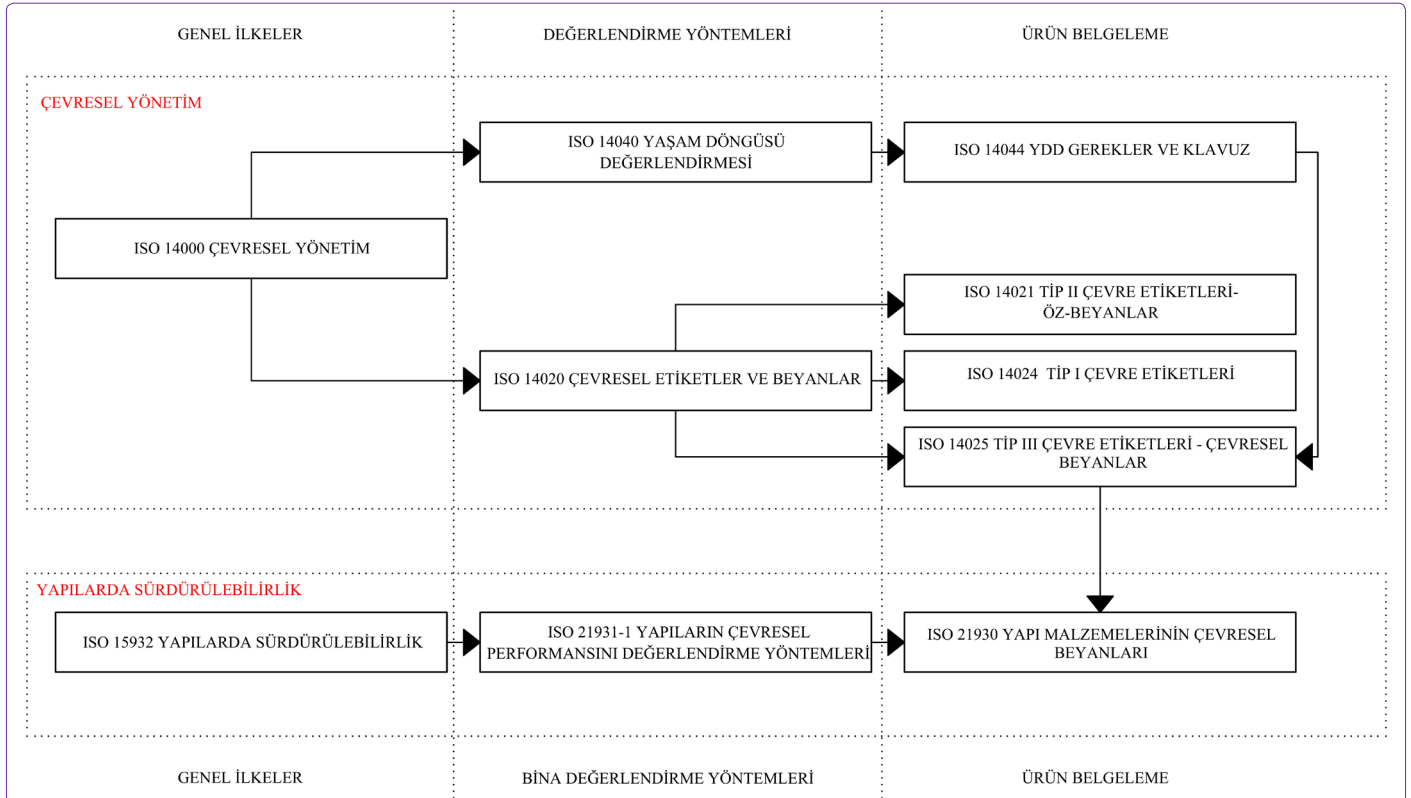 GENEL İLKELER
DEĞERLENDİRME YÖNTEMLERİ
ÜRÜN BELGELEME
ÇEVRESEL YÖNETİM
ISO 14040 YAŞAM DÖNGÜSÜ
DEĞERLENDİRMESİ
ISO 14044 YDD GEREKLER VE KLAVUZ
ISO 14000 ÇEVRESEL YÖNETİM
ISO 14021 TİP II ÇEVRE ETİKETLERİ-
ÖZ-BEYANLAR
ISO 14020 ÇEVRESEL ETİKETLER VE BEYANLAR
ISO 14024 TİP I ÇEVRE ETİKETLERİ
ISO 14025 TİP III ÇEVRE ETİKETLERİ - ÇEVRESEL
BEYANLAR
YAPILARDA SÜRDÜRÜLEBİLİRLİK
ISO 15932 YAPILARDA SÜRDÜRÜLEBİLİRLİK
ISO 21931-1 YAPILARIN ÇEVRESEL
PERFORMANSINI DEĞERLENDİRME YÖNTEMLERİ
ISO 21930 YAPI MALZEMELERİNİN ÇEVRESEL
BEYANLARI
GENEL İLKELER
BİNA DEĞERLENDİRME YÖNTEMLERİ
ÜRÜN BELGELEME